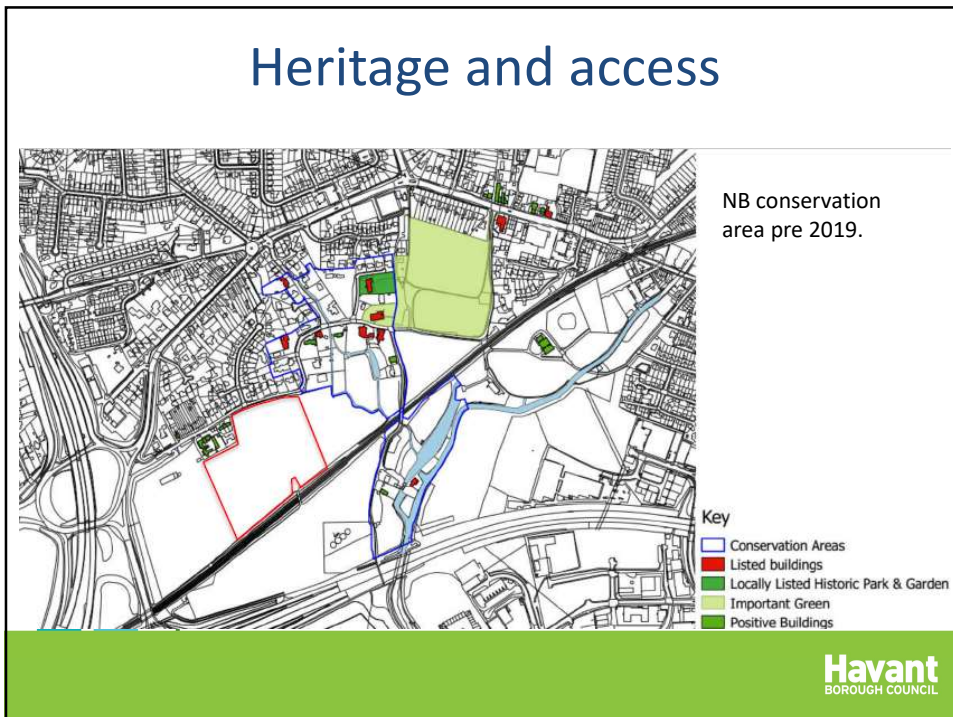 Heritage and access
NB conservation
area pre 2019.
Key
Conservation Areas
Listed buildings
Locally Listed Historic Park & Garden
Important Green
Positive Buildings
Havant
BOROUGH COUNCIL